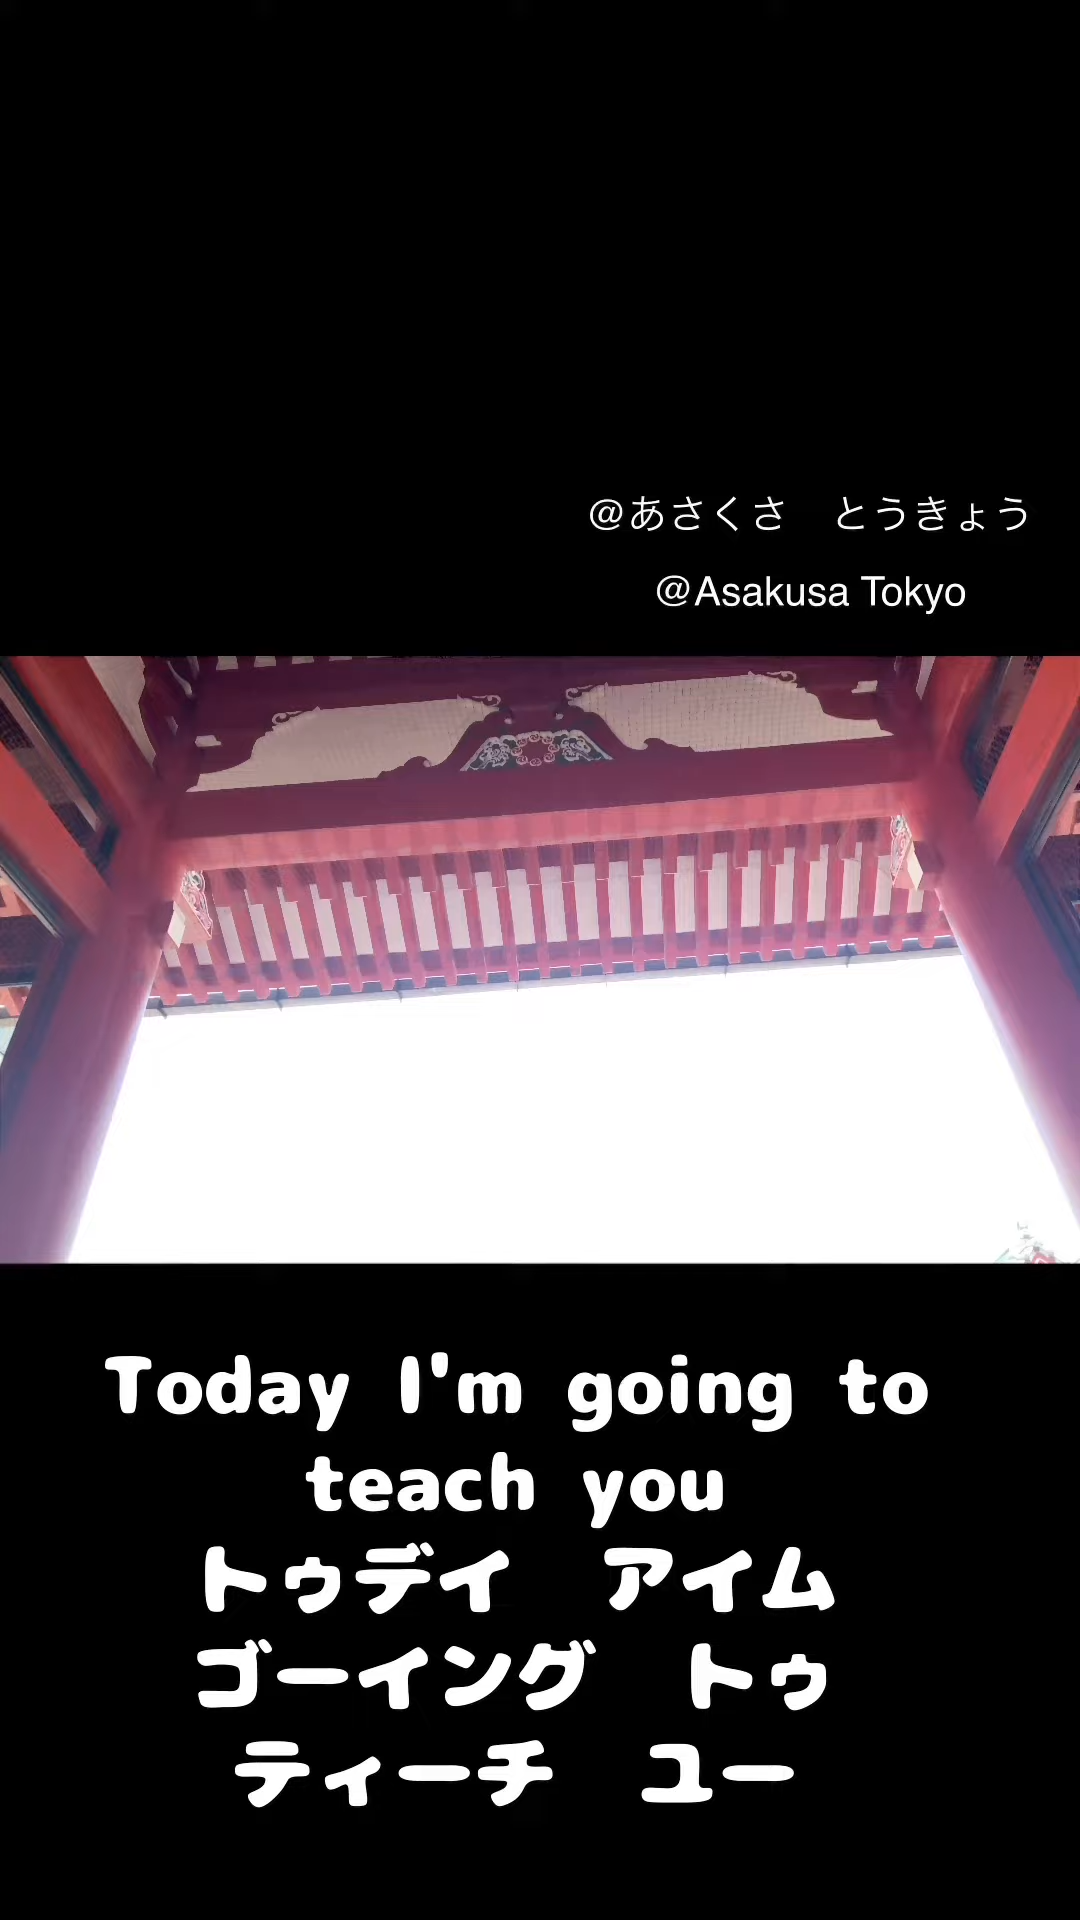 @あさくさ　とうきょう
@Asakusa Tokyo
Today I'm going to
teach you
トゥデイ　アイム
ゴーイング　トゥ
ティーチ　ユー